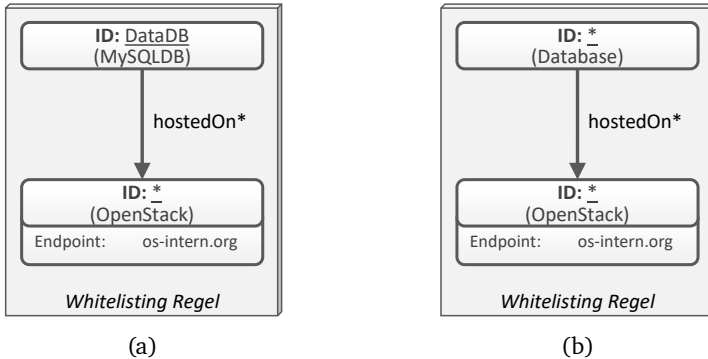 ID: DataDB
(MySQLDB)
hostedOn*
ID: *
(OpenStack)
Endpoint: os-intern.org
Whitelisting Regel
(a)
ID: *
(Database)
hostedOn*
ID: *
(OpenStack)
Endpoint: os-intern.org
Whitelisting Regel
(b)